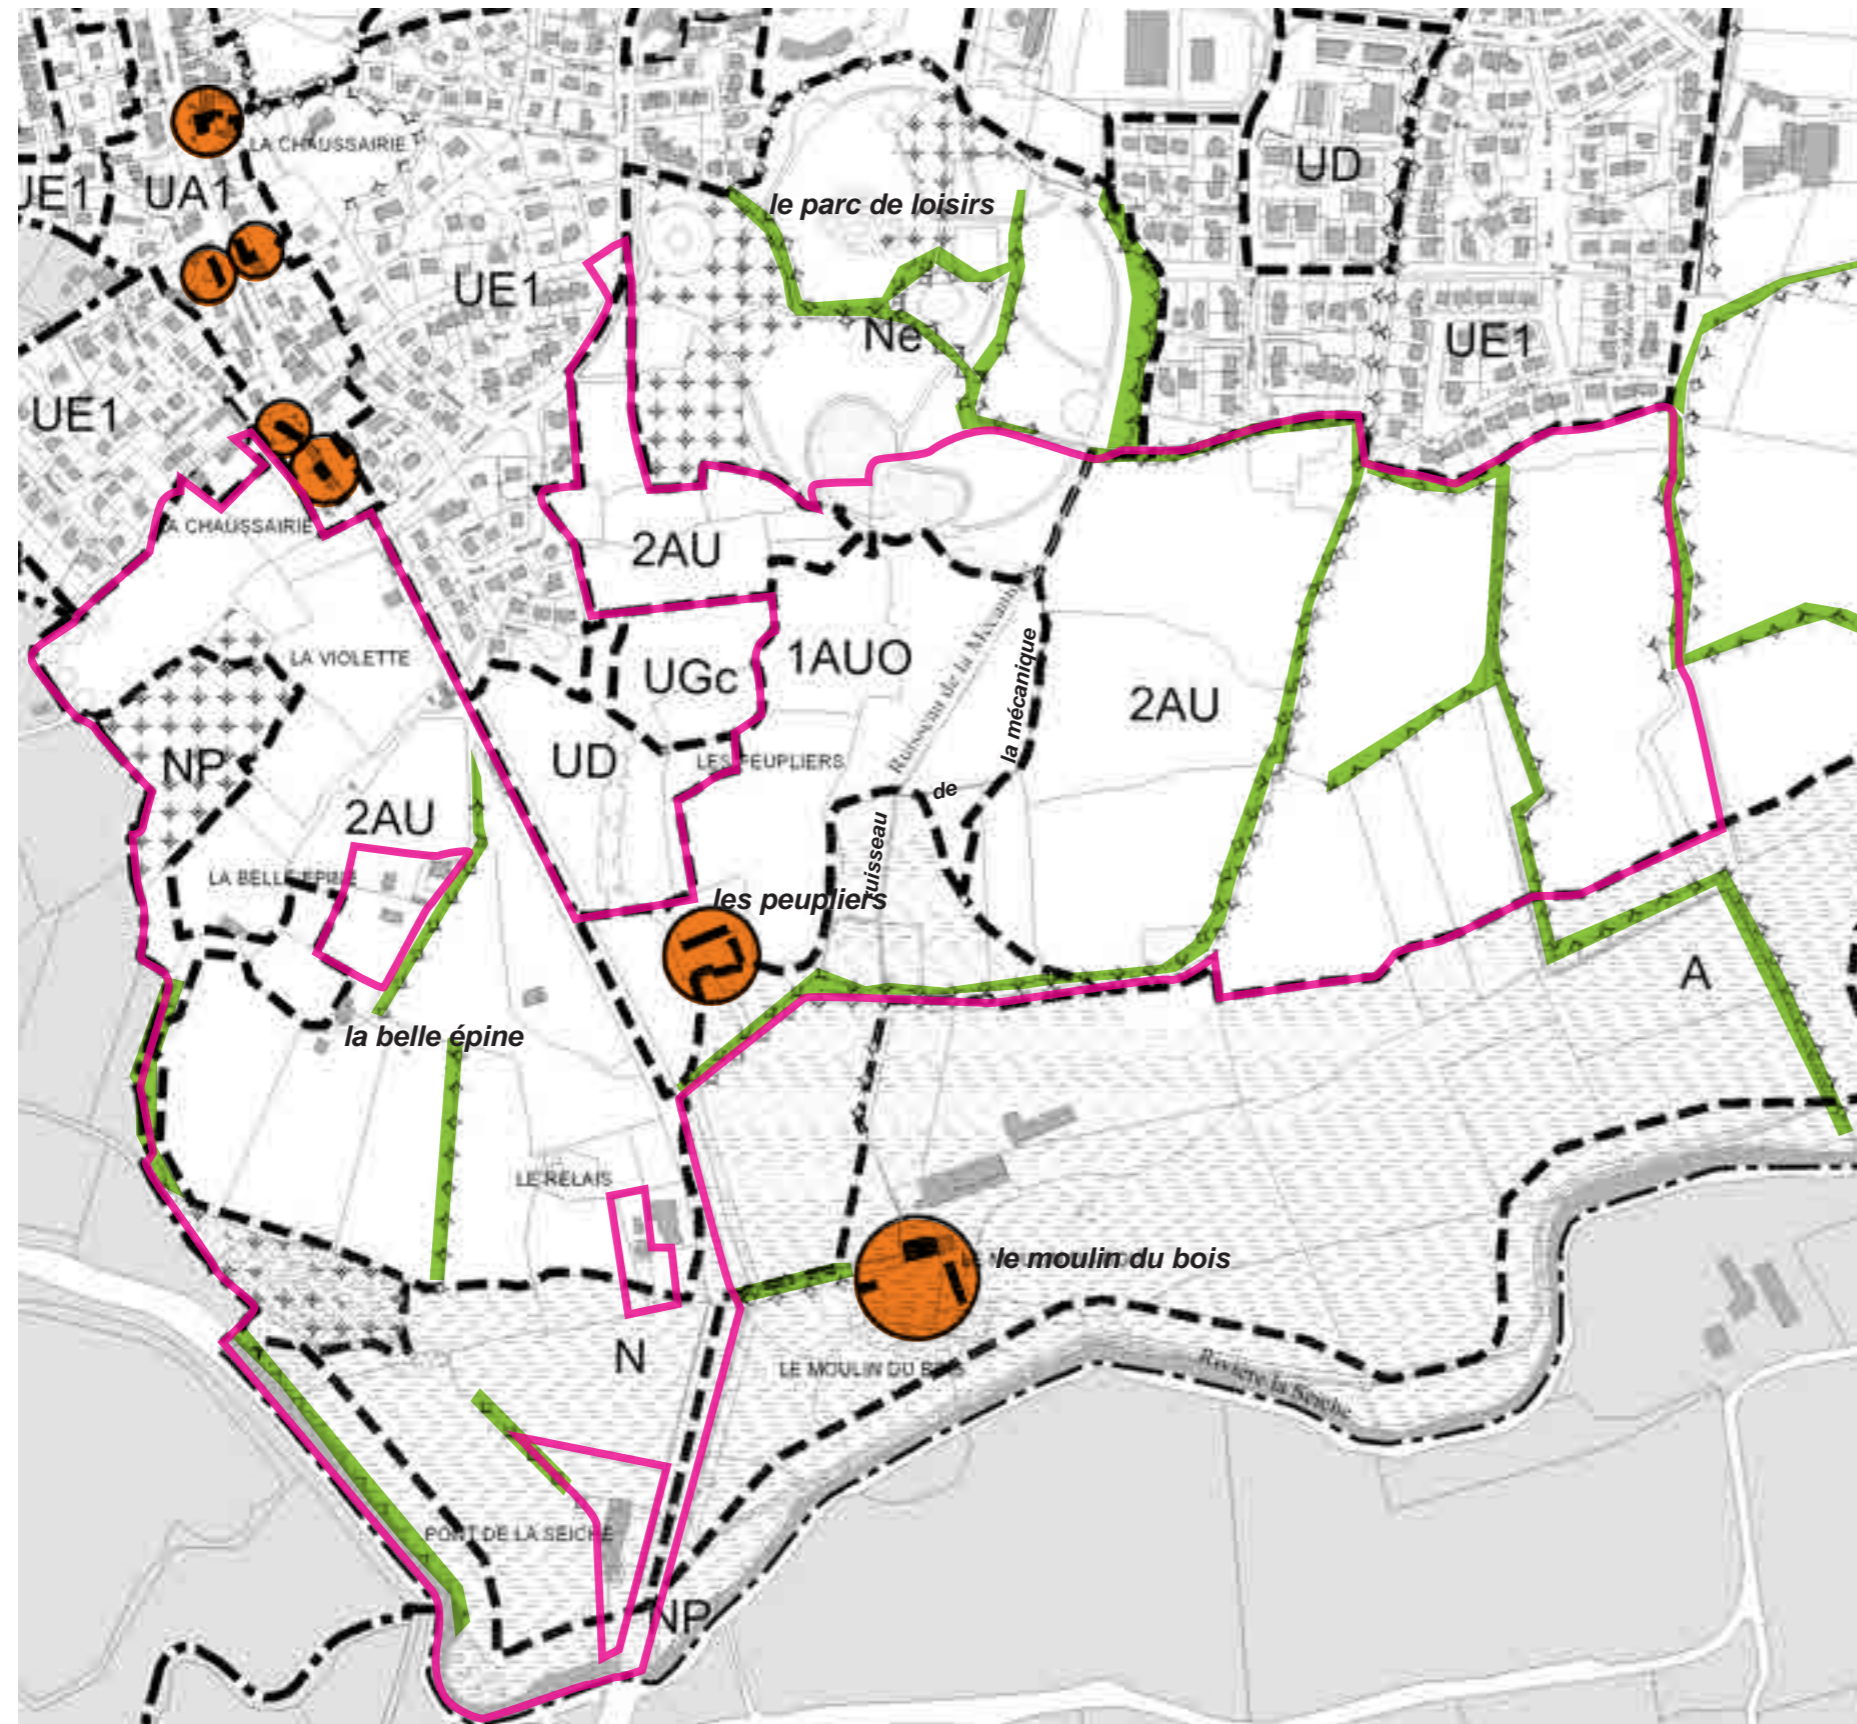 LA CHAUSSAIRIE
UD
UE1
UA1
le parc de loisirs
UE1
Ne
UE1
UE1
LA CHAUSSAIRIE
2AU
LA VIOLETTE
UGc
1AUO
Ruisseau de la Mécanique
la mécanique
2AU
NP
UD
LES PEUPLIERS
de
2AU
ruisseau
LA BELLE EPINE
les peupliers
A
la belle épine
LE RELAIS
le moulin du bois
N
LE MOULIN DU BOIS
Rivière la Seiche
PONT DE LA SEICHE
NP